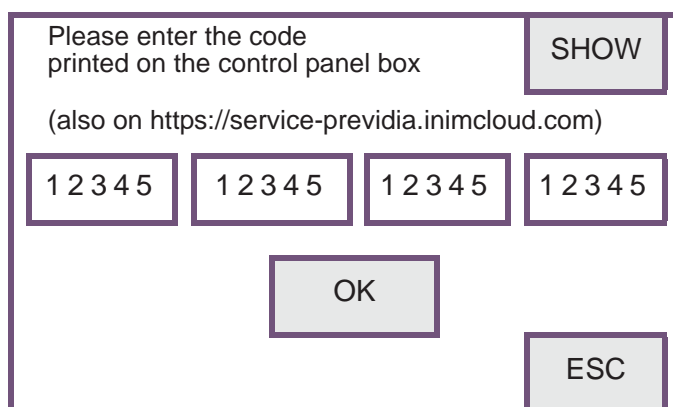 Please enter the code
printed on the control panel box
SHOW
(also on https://service-previdia.inimcloud.com)
1 2 3 4 5 1 2 3 4 5 1 2 3 4 5 1 2 3 4 5
OK
ESC